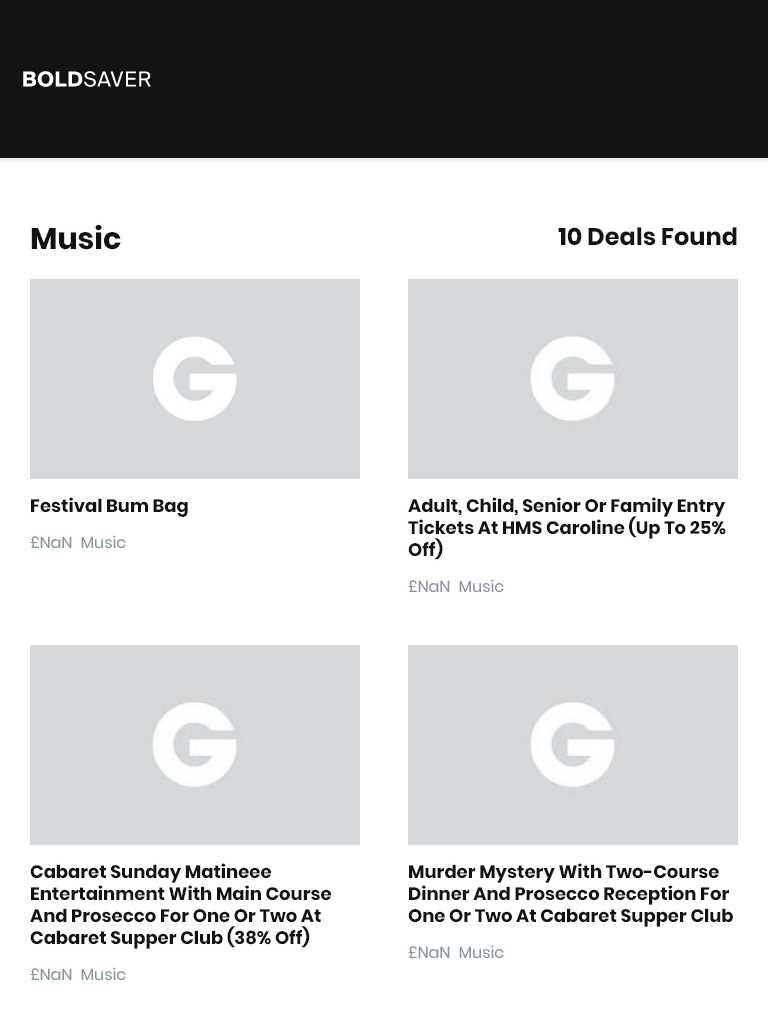 BOLDSAVER
Music
10 Deals Found
G
G
Festival Bum Bag
£NaN Music
Adult, Child, Senior Or Family Entry
Tickets At HMS Caroline (Up To 25%
Off)
£NaN Music
G
G
Cabaret Sunday Matineee
Entertainment With Main Course
And Prosecco For One Or Two At
Cabaret Supper Club (38% Off)
£NaN Music
Murder Mystery With Two-Course
Dinner And Prosecco Reception For
One Or Two At Cabaret Supper Club
£NaN Music